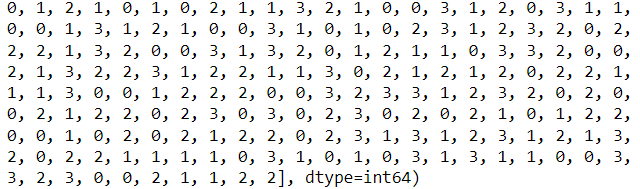 0, 1, 2, 1, 0, 1, 0, 2, 1, 1, 3, 2, 1, 0, 0, 3, 1, 2, 0, 3, 1, 1,
0, 0, 1, 3, 1, 2, 1, 0, 0, 3, 1, 0, 1, 0, 2, 3, 1, 2, 3, 2, 0, 2,
2, 2, 1, 3, 2, 0, 0, 3, 1, 3, 2, 0, 1, 2, 1, 1, 0, 3, 3, 2, 0, 0,
2, 1, 3, 2, 2, 3, 1, 2, 2, 1, 1, 3, 0, 2, 1, 2, 1, 2, 0, 2, 2, 1,
1, 1, 3, 0, 0, 1, 2, 2, 2, 0, 0, 3, 2, 3, 3, 1, 2, 3, 2, 0, 2, 0,
0, 2, 1, 2, 2, 0, 2, 3, 0, 3, 0, 2, 3, 0, 2, 0, 2, 1, 0, 1, 2, 2,
0, 0, 1, 0, 2, 0, 2, 1, 2, 2, 0, 2, 3, 1, 3, 1, 2, 3, 1, 2, 1, 3,
2, 0, 2, 2, 1, 1, 1, 1, 0, 3, 1, 0, 1, 0, 3, 1, 3, 1, 1, 0, 0, 3,
3, 2, 3, 0, 0, 2, 1, 1, 2, 2], dtype=int64)